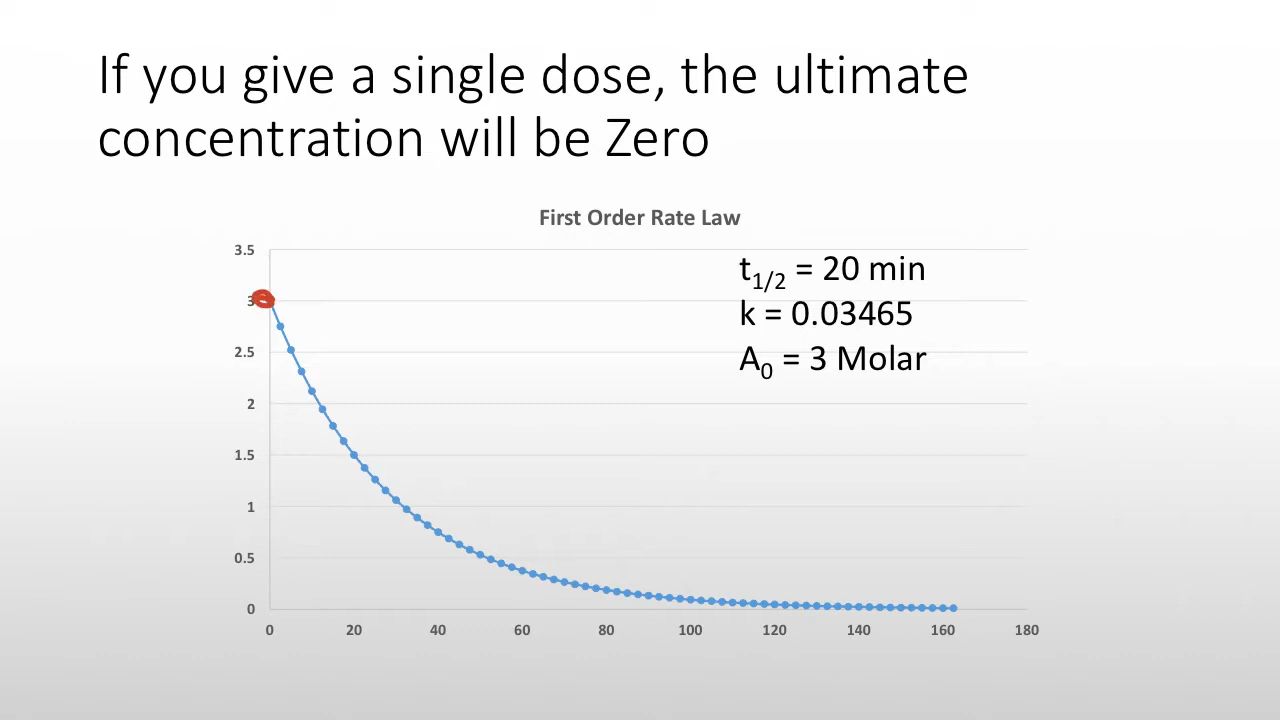 If you give a single dose, the ultimate
concentration will be Zero
First Order Rate Law
t1/2 = 20 min
k = 0.03465
A0 = 3 Molar
3.5
3
2.5
2
1.5
1
0.5
0
0 20 40 60 80 100 120 140 160 180